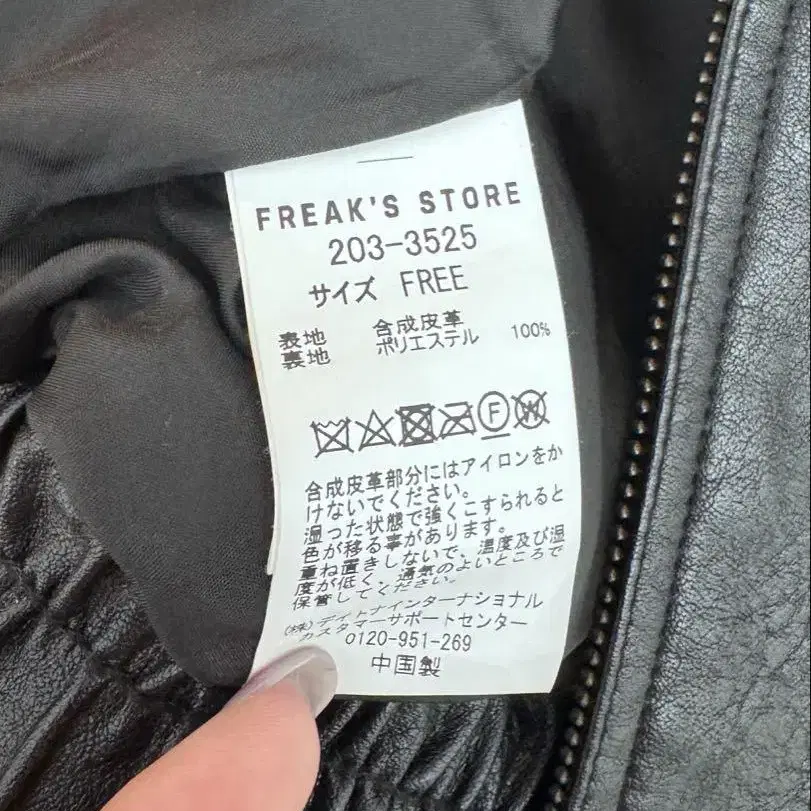 FREAK'S STORE
203-3525
サイズ FREE
表地 合成皮革
裏地 ポリエステル 100%
F W
合成皮革部分にはアイロンをか
けないでください。
湿った状態で強くこすられると
色が移る事があります。
重ね置きしないで、温度及び湿
度が低く、通気のよいところで
保管してください。
(株)デイトナインターナショナル
カスタマーサポートセンター
0120-951-269
中国製